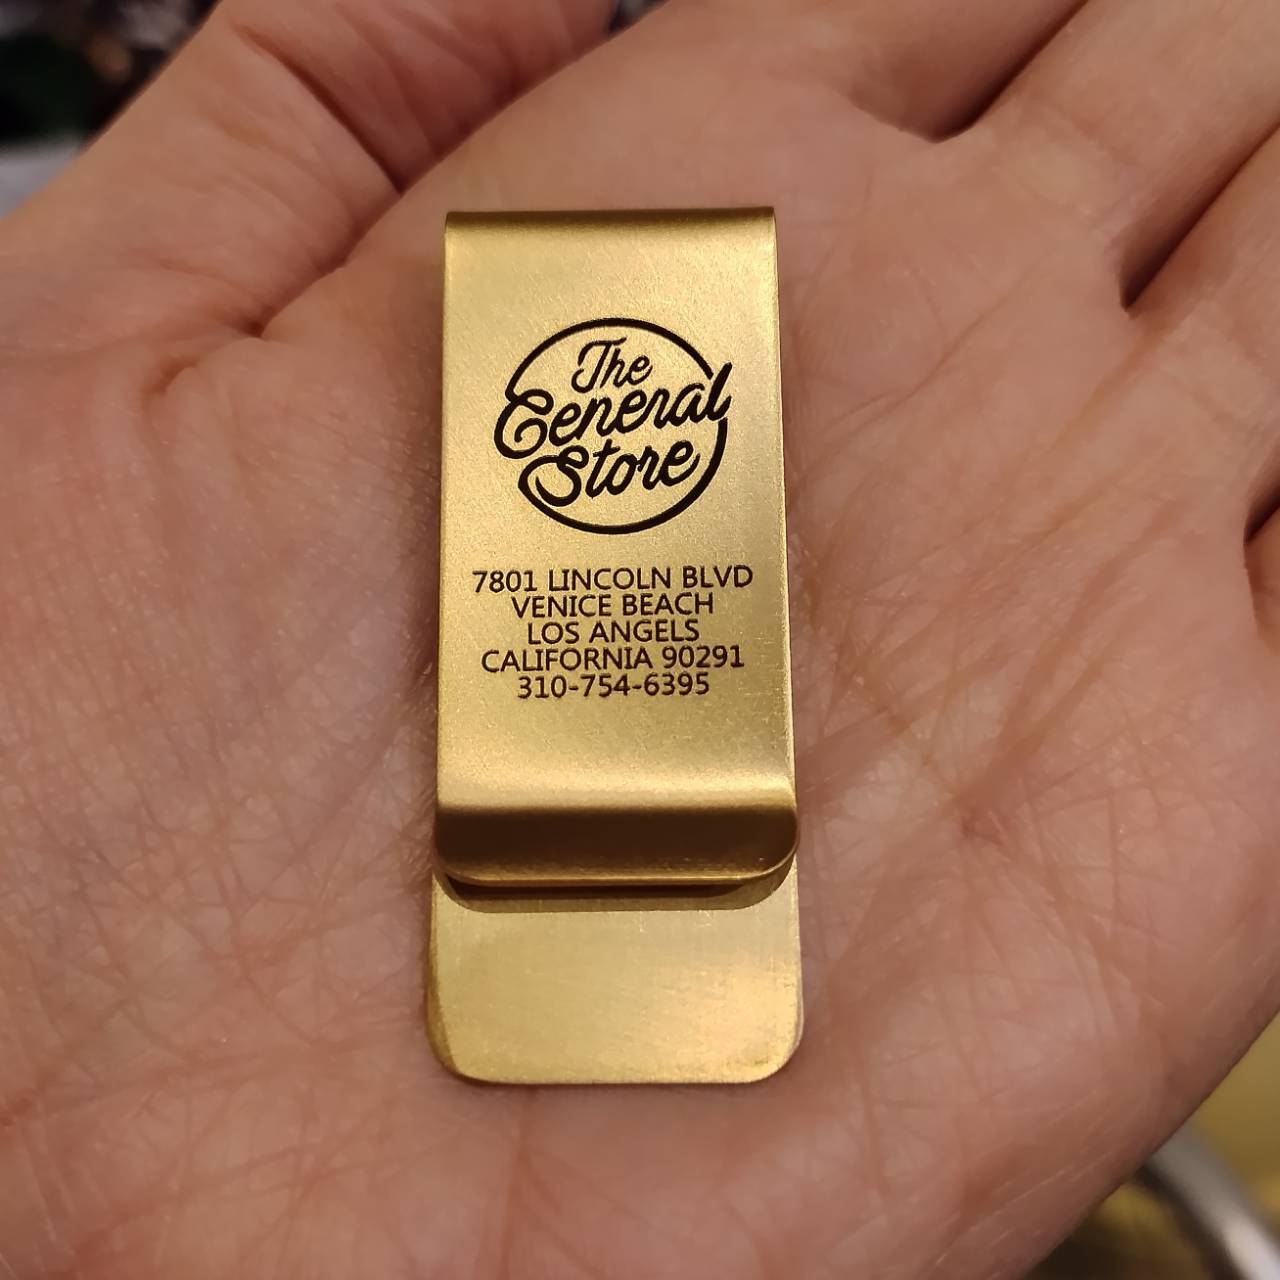 The
General
Store
7801 LINCOLN BLVD
VENICE BEACH
LOS ANGELS
CALIFORNIA 90291
310-754-6395